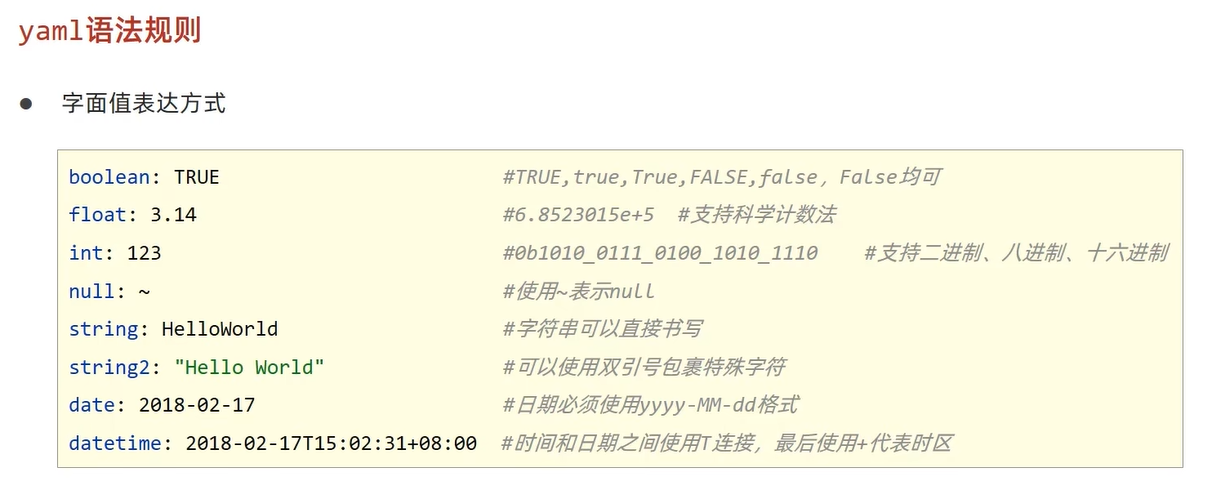 yaml语法规则
● 字面值表达方式
boolean: TRUE #TRUE,true,True,FALSE,false，False均可
float: 3.14 #6.8523015e+5 #支持科学计数法
int: 123 #0b1010_0111_0100_1010_1110 #支持二进制、八进制、十六进制
null: ~ #使用~表示null
string: HelloWorld #字符串可以直接书写
string2: "Hello World" #可以使用双引号包裹特殊字符
date: 2018-02-17 #日期必须使用yyyy-MM-dd格式
datetime: 2018-02-17T15:02:31+08:00 #时间和日期之间使用T连接，最后使用+代表时区